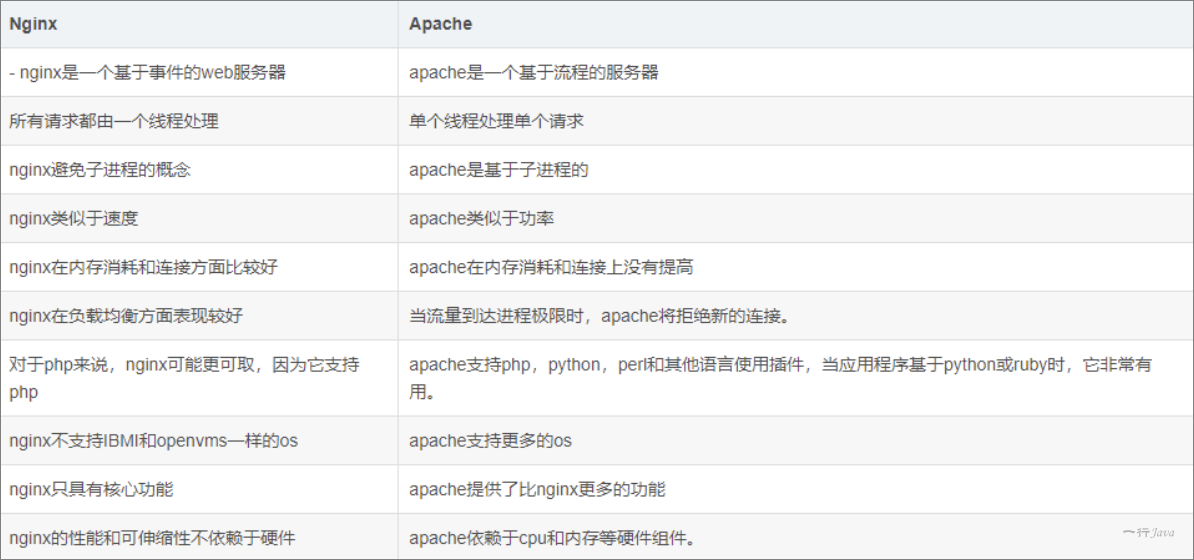 Nginx
Apache
- nginx是一个基于事件的web服务器
apache是一个基于流程的服务器
所有请求都由一个线程处理
单个线程处理单个请求
nginx避免子进程的概念
apache是基于子进程的
nginx类似于速度
apache类似于功率
nginx在内存消耗和连接方面比较好
apache在内存消耗和连接上没有提高
nginx在负载均衡方面表现较好
当流量到达进程极限时，apache将拒绝新的连接。
对于php来说，nginx可能更可取，因为它支持
php
apache支持php，python，perl和其他语言使用插件，当应用程序基于python或ruby时，它非常有
用。
nginx不支持IBMI和openvms一样的os
apache支持更多的os
nginx只具有核心功能
apache提供了比nginx更多的功能
nginx的性能和可伸缩性不依赖于硬件
apache依赖于cpu和内存等硬件组件。
一行Java